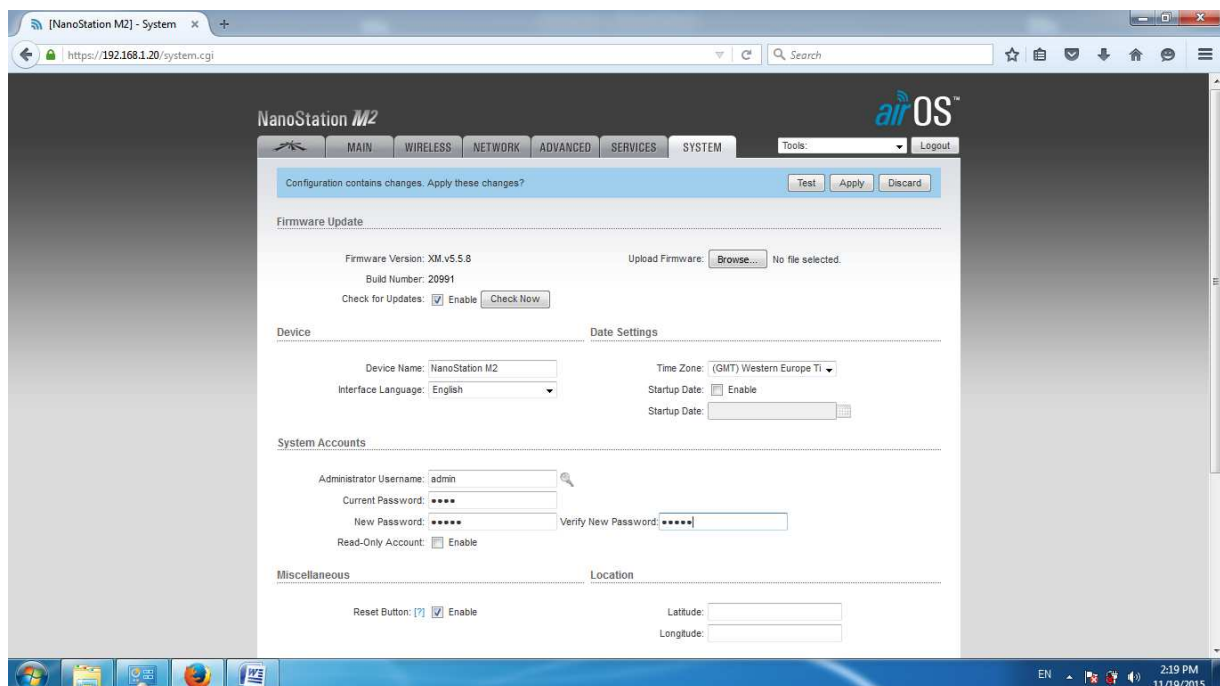 [NanoStation M2] - System
https://192.168.1.20/system.cgi
Search
NanoStation M2
airOS™
MAIN WIRELESS NETWORK ADVANCED SERVICES SYSTEM Tools: Logout
Configuration contains changes. Apply these changes? Test Apply Discard
Firmware Update
Firmware Version: XM.v5.5.8 Upload Firmware: Browse... No file selected.
Build Number: 20991
Check for Updates: Enable Check Now
Device Date Settings
Device Name: NanoStation M2 Time Zone: (GMT) Western Europe Ti
Interface Language: English Startup Date: Enable
Startup Date:
System Accounts
Administrator Username: admin
Current Password: ••••
New Password: ••••• Verify New Password: •••••
Read-Only Account: Enable
Miscellaneous Location
Reset Button: [?] Enable Latitude:
Longitude:
EN 2:19 PM
11/19/2015